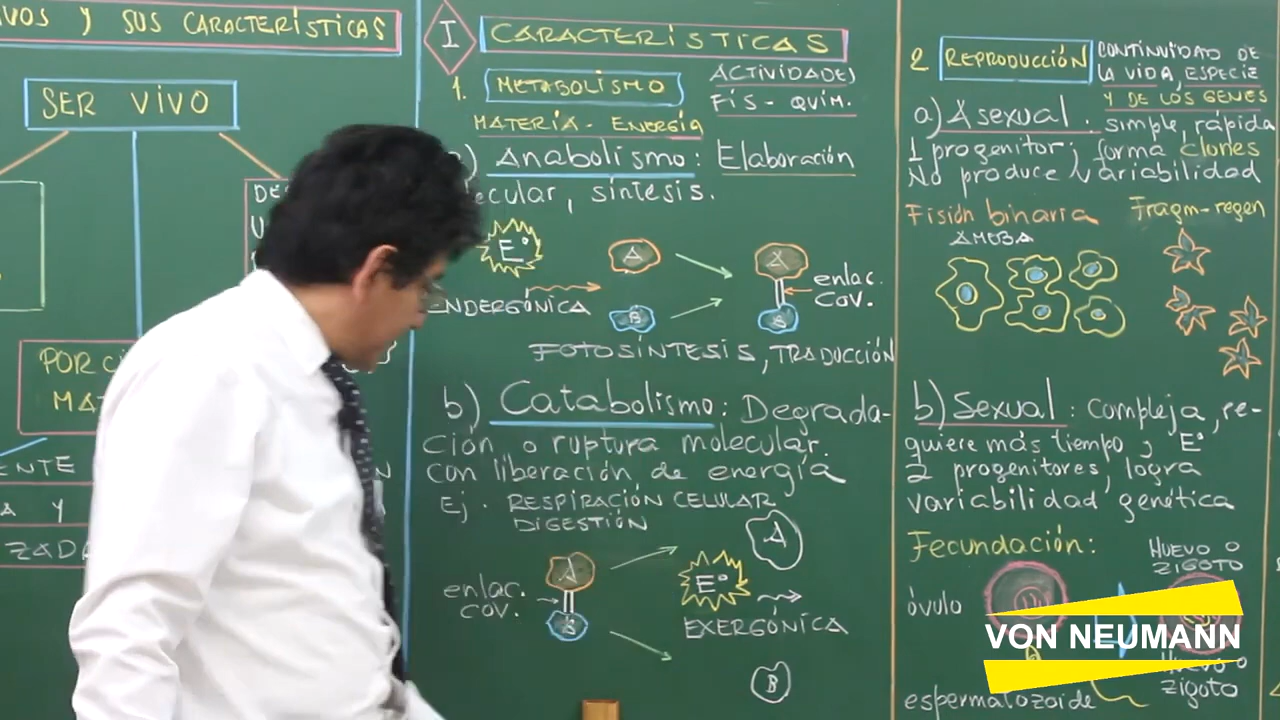 VOS Y SUS CARACTERÍSTICAS
SER VIVO
DES
U
POR C
MA
ENTE
A Y
ZADA
N
I CARACTERÍSTICAS
1. METABOLISMO ACTIVIDADES
FÍS - QUÍM.
MATERÍA - ENERGÍA
) Anabolismo: Elaboración
ecular, síntesis.
E°
A
A
B
B
enlac.
COV.
ENDERGÓNICA
FOTOSÍNTESIS, TRADUCCIÓN
b) Catabolismo: Degrada-
ción o ruptura molecular.
con liberación de energía
Ej. RESPIRACIÓN CELULAR
DIGESTIÓN
enlac.
COV.
A
B
E°
EXERGÓNICA
A
B
2 REPRODUCCIÓN CONTINUIDAD DE
LA VIDA, ESPECIE
Y DE LOS GENES
a) Asexual: simple, rápida
1 progenitor; forma clones
No produce variabilidad
Fisión binaria
AMEBA
Fragm-regen
b) Sexual: compleja, re-
quiere más tiempo y E°
2 progenitores, logra
variabilidad genética
Fecundación:
HUEVO O
ZIGOTO
óvulo
VON NEUMANN
Huevo o
zigoto
espermatozoide